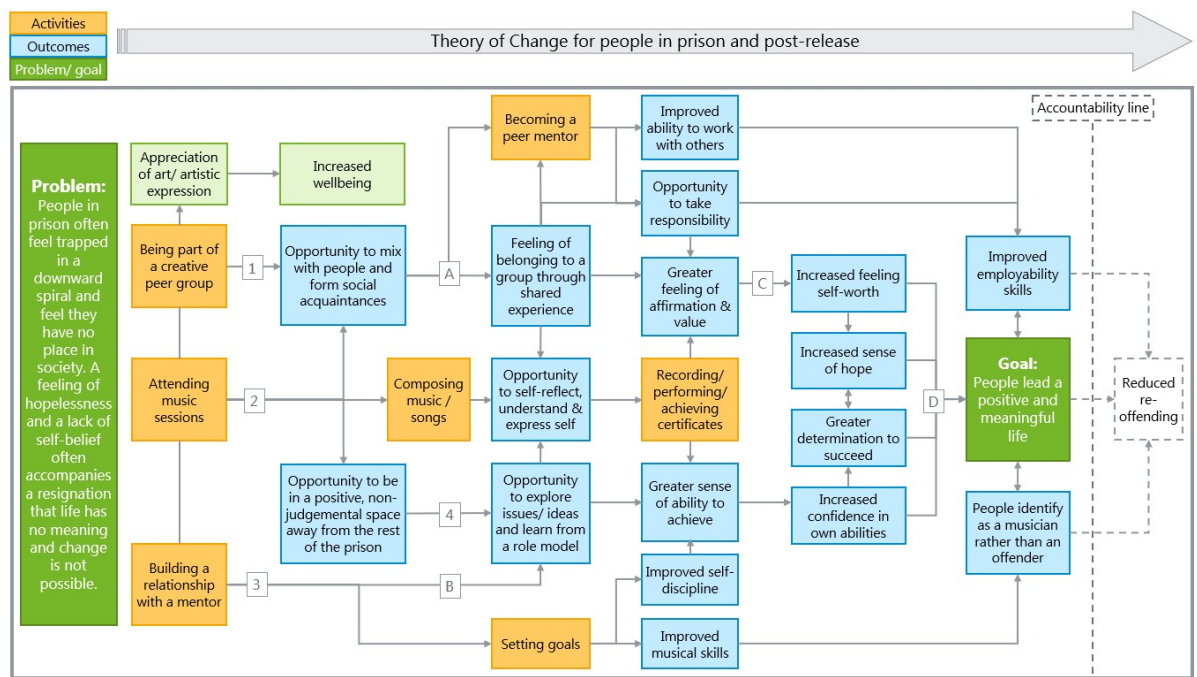 Activities
Outcomes
Problem/ goal
Theory of Change for people in prison and post-release
Accountability line
Problem:
People in
prison often
feel trapped
in a
downward
spiral and
feel they
have no
place in
society. A
feeling of
hopelessness
and a lack of
self-belief
often
accompanies
a resignation
that life has
no meaning
and change
is not
possible.
Appreciation
of art/ artistic
expression
Increased
wellbeing
Being part of
a creative
peer group
1
Opportunity to mix
with people and
form social
acquaintances
A
Attending
music
sessions
2
Composing
music /
songs
Opportunity to be
in a positive, non-
judgemental space
away from the rest
of the prison
4
Building a
relationship
with a mentor
3
B
Becoming a
peer mentor
Feeling of
belonging to a
group through
shared
experience
Opportunity
to self-reflect,
understand &
express self
Opportunity
to explore
issues/ ideas
and learn from
a role model
Setting goals
Improved
ability to work
with others
Opportunity
to take
responsibility
Greater
feeling of
affirmation &
value
C
Recording/
performing/
achieving
certificates
Greater sense
of ability to
achieve
Improved self-
discipline
Improved
musical skills
Increased feeling
self-worth
Increased sense
of hope
Greater
determination to
succeed
Increased
confidence in
own abilities
D
Improved
employability
skills
Goal:
People lead a
positive and
meaningful
life
People identify
as a musician
rather than an
offender
Reduced
re-
offending